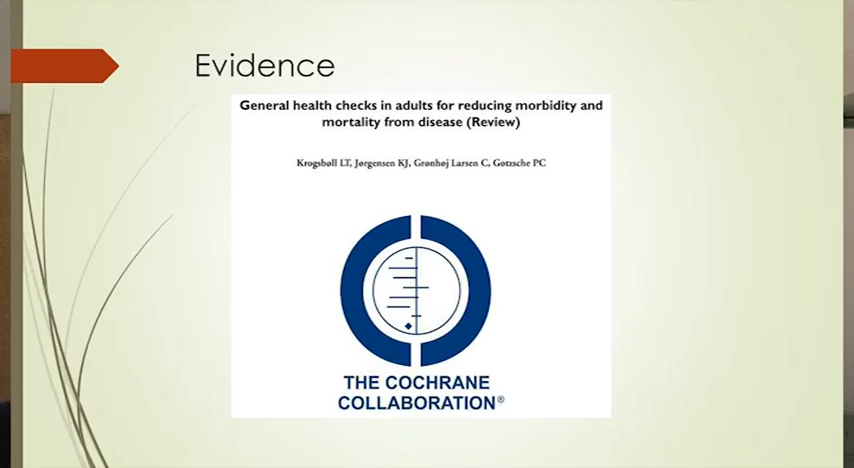 Evidence
General health checks in adults for reducing morbidity and
mortality from disease (Review)
Krogsbøll LT, Jørgensen KJ, Grønhøj Larsen C, Gøtzsche PC
THE COCHRANE
COLLABORATION®